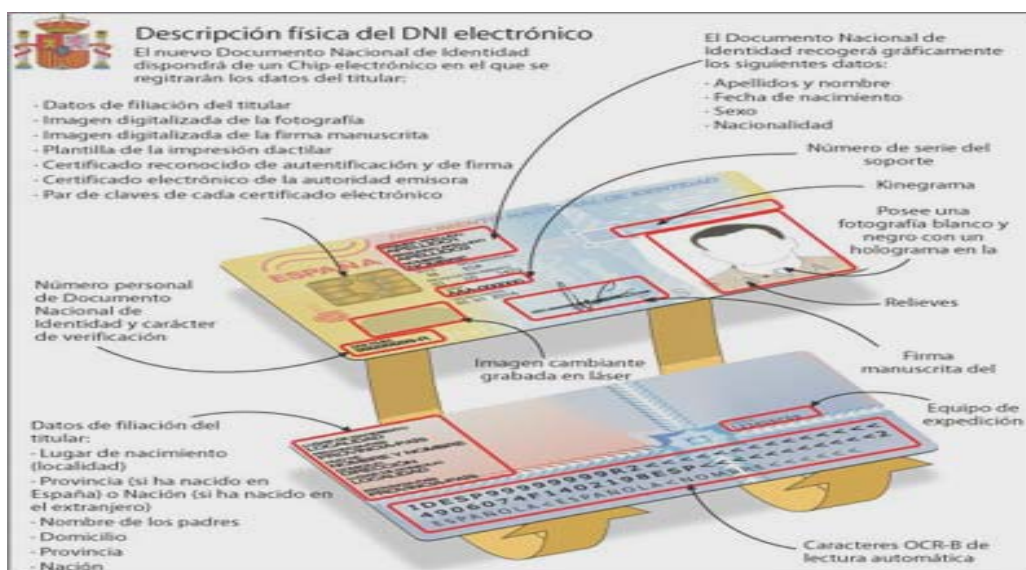 Descripción física del DNI electrónico
El nuevo Documento Nacional de Identidad
dispondrá de un Chip electrónico en el que se
regitrarán los datos del titular:
- Datos de filiación del titular
- Imagen digitalizada de la fotografía
- Imagen digitalizada de la firma manuscrita
- Plantilla de la impresión dactilar
- Certificado reconocido de autentificación y de firma
- Certificado electrónico de la autoridad emisora
- Par de claves de cada certificado electrónico
El Documento Nacional de
Identidad recogerá gráficamente
los siguientes datos:
- Apellidos y nombre
- Fecha de nacimiento
- Sexo
- Nacionalidad
Número de serie del
soporte
Kinegrama
Posee una
fotografía blanco y
negro con un
holograma en la
Relieves
Firma
manuscrita del
Número personal
de Documento
Nacional de
Identidad y carácter
de verificación
ESPAÑA
Imagen cambiante
grabada en láser
Equipo de
expedición
Datos de filiación del
titular:
- Lugar de nacimiento
(localidad)
- Provincia (si ha nacido en
España) o Nación (si ha nacido en
el extranjero)
- Nombre de los padres
- Domicilio
- Provincia
- Nación
Caracteres OCR-B de
lectura automática